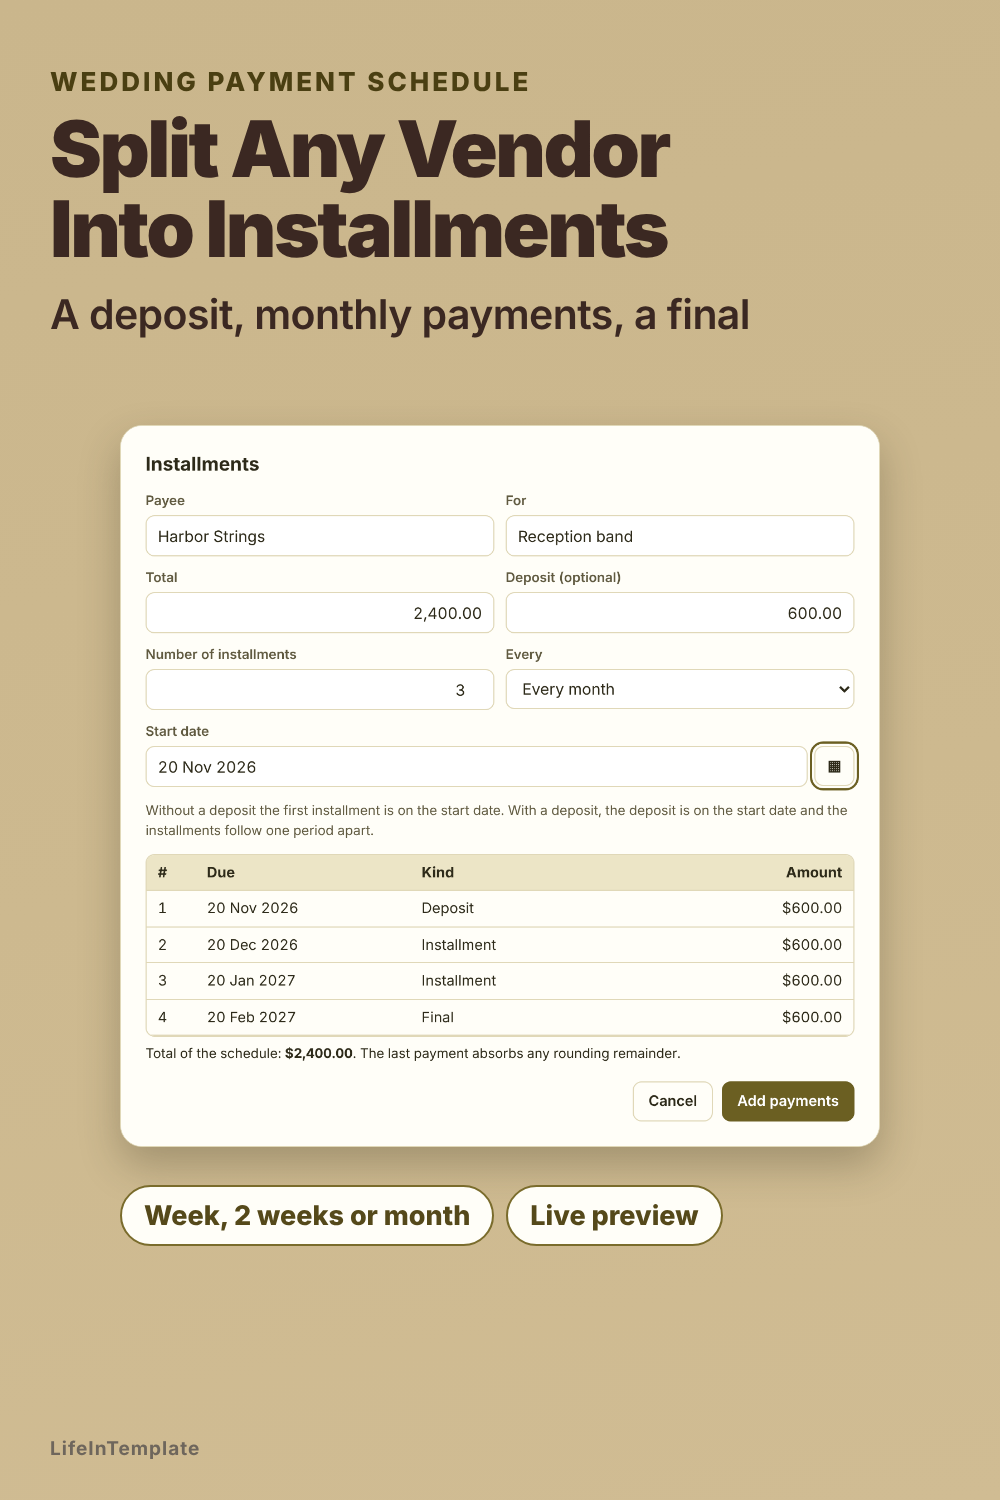 WEDDING PAYMENT SCHEDULE
Split Any Vendor
Into Installments
A deposit, monthly payments, a final
Installments
Payee For
Harbor Strings Reception band
Total Deposit (optional)
2,400.00 600.00
Number of installments Every
3 Every month
Start date
20 Nov 2026
Without a deposit the first installment is on the start date. With a deposit, the deposit is on the start date and the
installments follow one period apart.
# Due Kind Amount
1 20 Nov 2026 Deposit $600.00
2 20 Dec 2026 Installment $600.00
3 20 Jan 2027 Installment $600.00
4 20 Feb 2027 Final $600.00
Total of the schedule: $2,400.00. The last payment absorbs any rounding remainder.
Cancel Add payments
Week, 2 weeks or month Live preview
LifeInTemplate